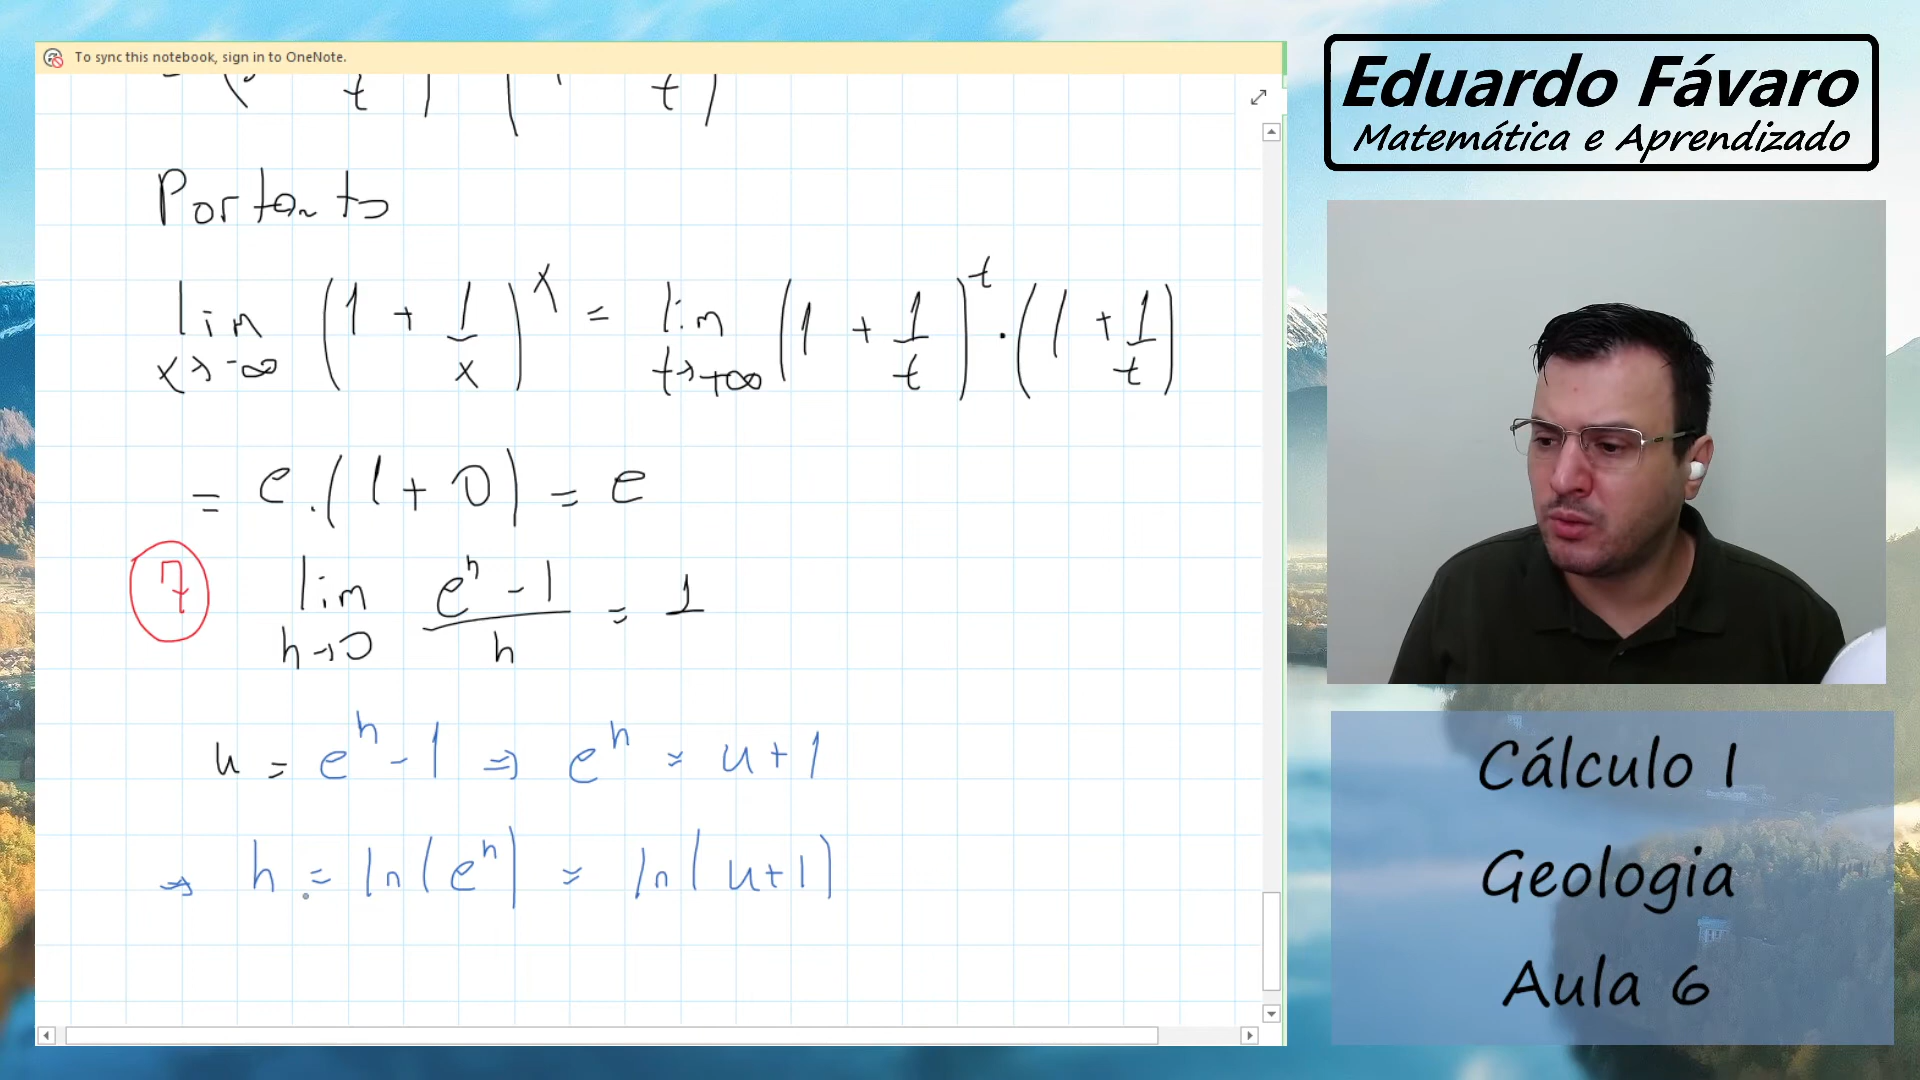 To sync this notebook, sign in to OneNote.
Eduardo Fávaro
Matemática e Aprendizado
Portanto
lim x→-∞ (1 + 1/x)^x = lim t→+∞ (1 + 1/t)^t · (1 + 1/t)
= e · (1 + 0) = e
7 lim h→0 (e^h - 1)/h = 1
u = e^h - 1 ⇒ e^h = u + 1
⇒ h = ln(e^h) = ln(u+1)
Cálculo I
Geologia
Aula 6